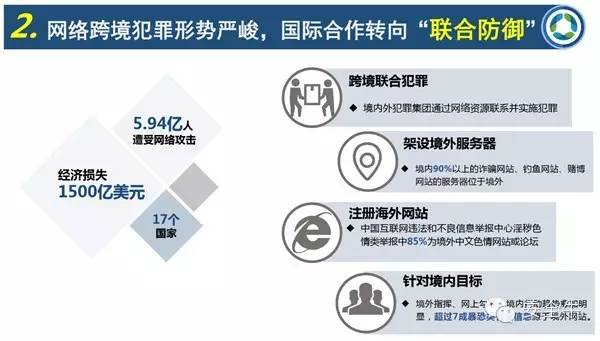 2. 网络跨境犯罪形势严峻，国际合作转向“联合防御”
5.94亿人
遭受网络攻击
经济损失
1500亿美元
17个
国家
跨境联合犯罪
◆ 境内外犯罪集团通过网络资源联系并实施犯罪
架设境外服务器
◆ 境内90%以上的诈骗网站、钓鱼网站、赌博
网站的服务器位于境外
注册海外网站
◆ 中国互联网违法和不良信息举报中心淫秽色
情类举报中85%为境外中文色情网站或论坛
针对境内目标
◆ 境外指挥、网上勾
明显，超过7成暴恐
源于境外网站。